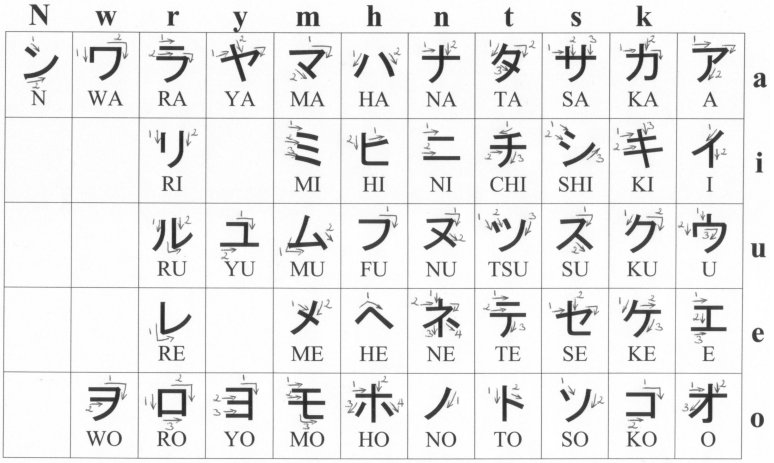 N w r y m h n t s k
ン ワ ラ ヤ マ ハ ナ タ サ カ ア a
N WA RA YA MA HA NA TA SA KA A
リ ミ ヒ ニ チ シ キ イ i
RI MI HI NI CHI SHI KI I
ル ユ ム フ ヌ ツ ス ク ウ u
RU YU MU FU NU TSU SU KU U
レ メ ヘ ネ テ セ ケ エ e
RE ME HE NE TE SE KE E
ヲ ロ ヨ モ ホ ノ ト ソ コ オ o
WO RO YO MO HO NO TO SO KO O